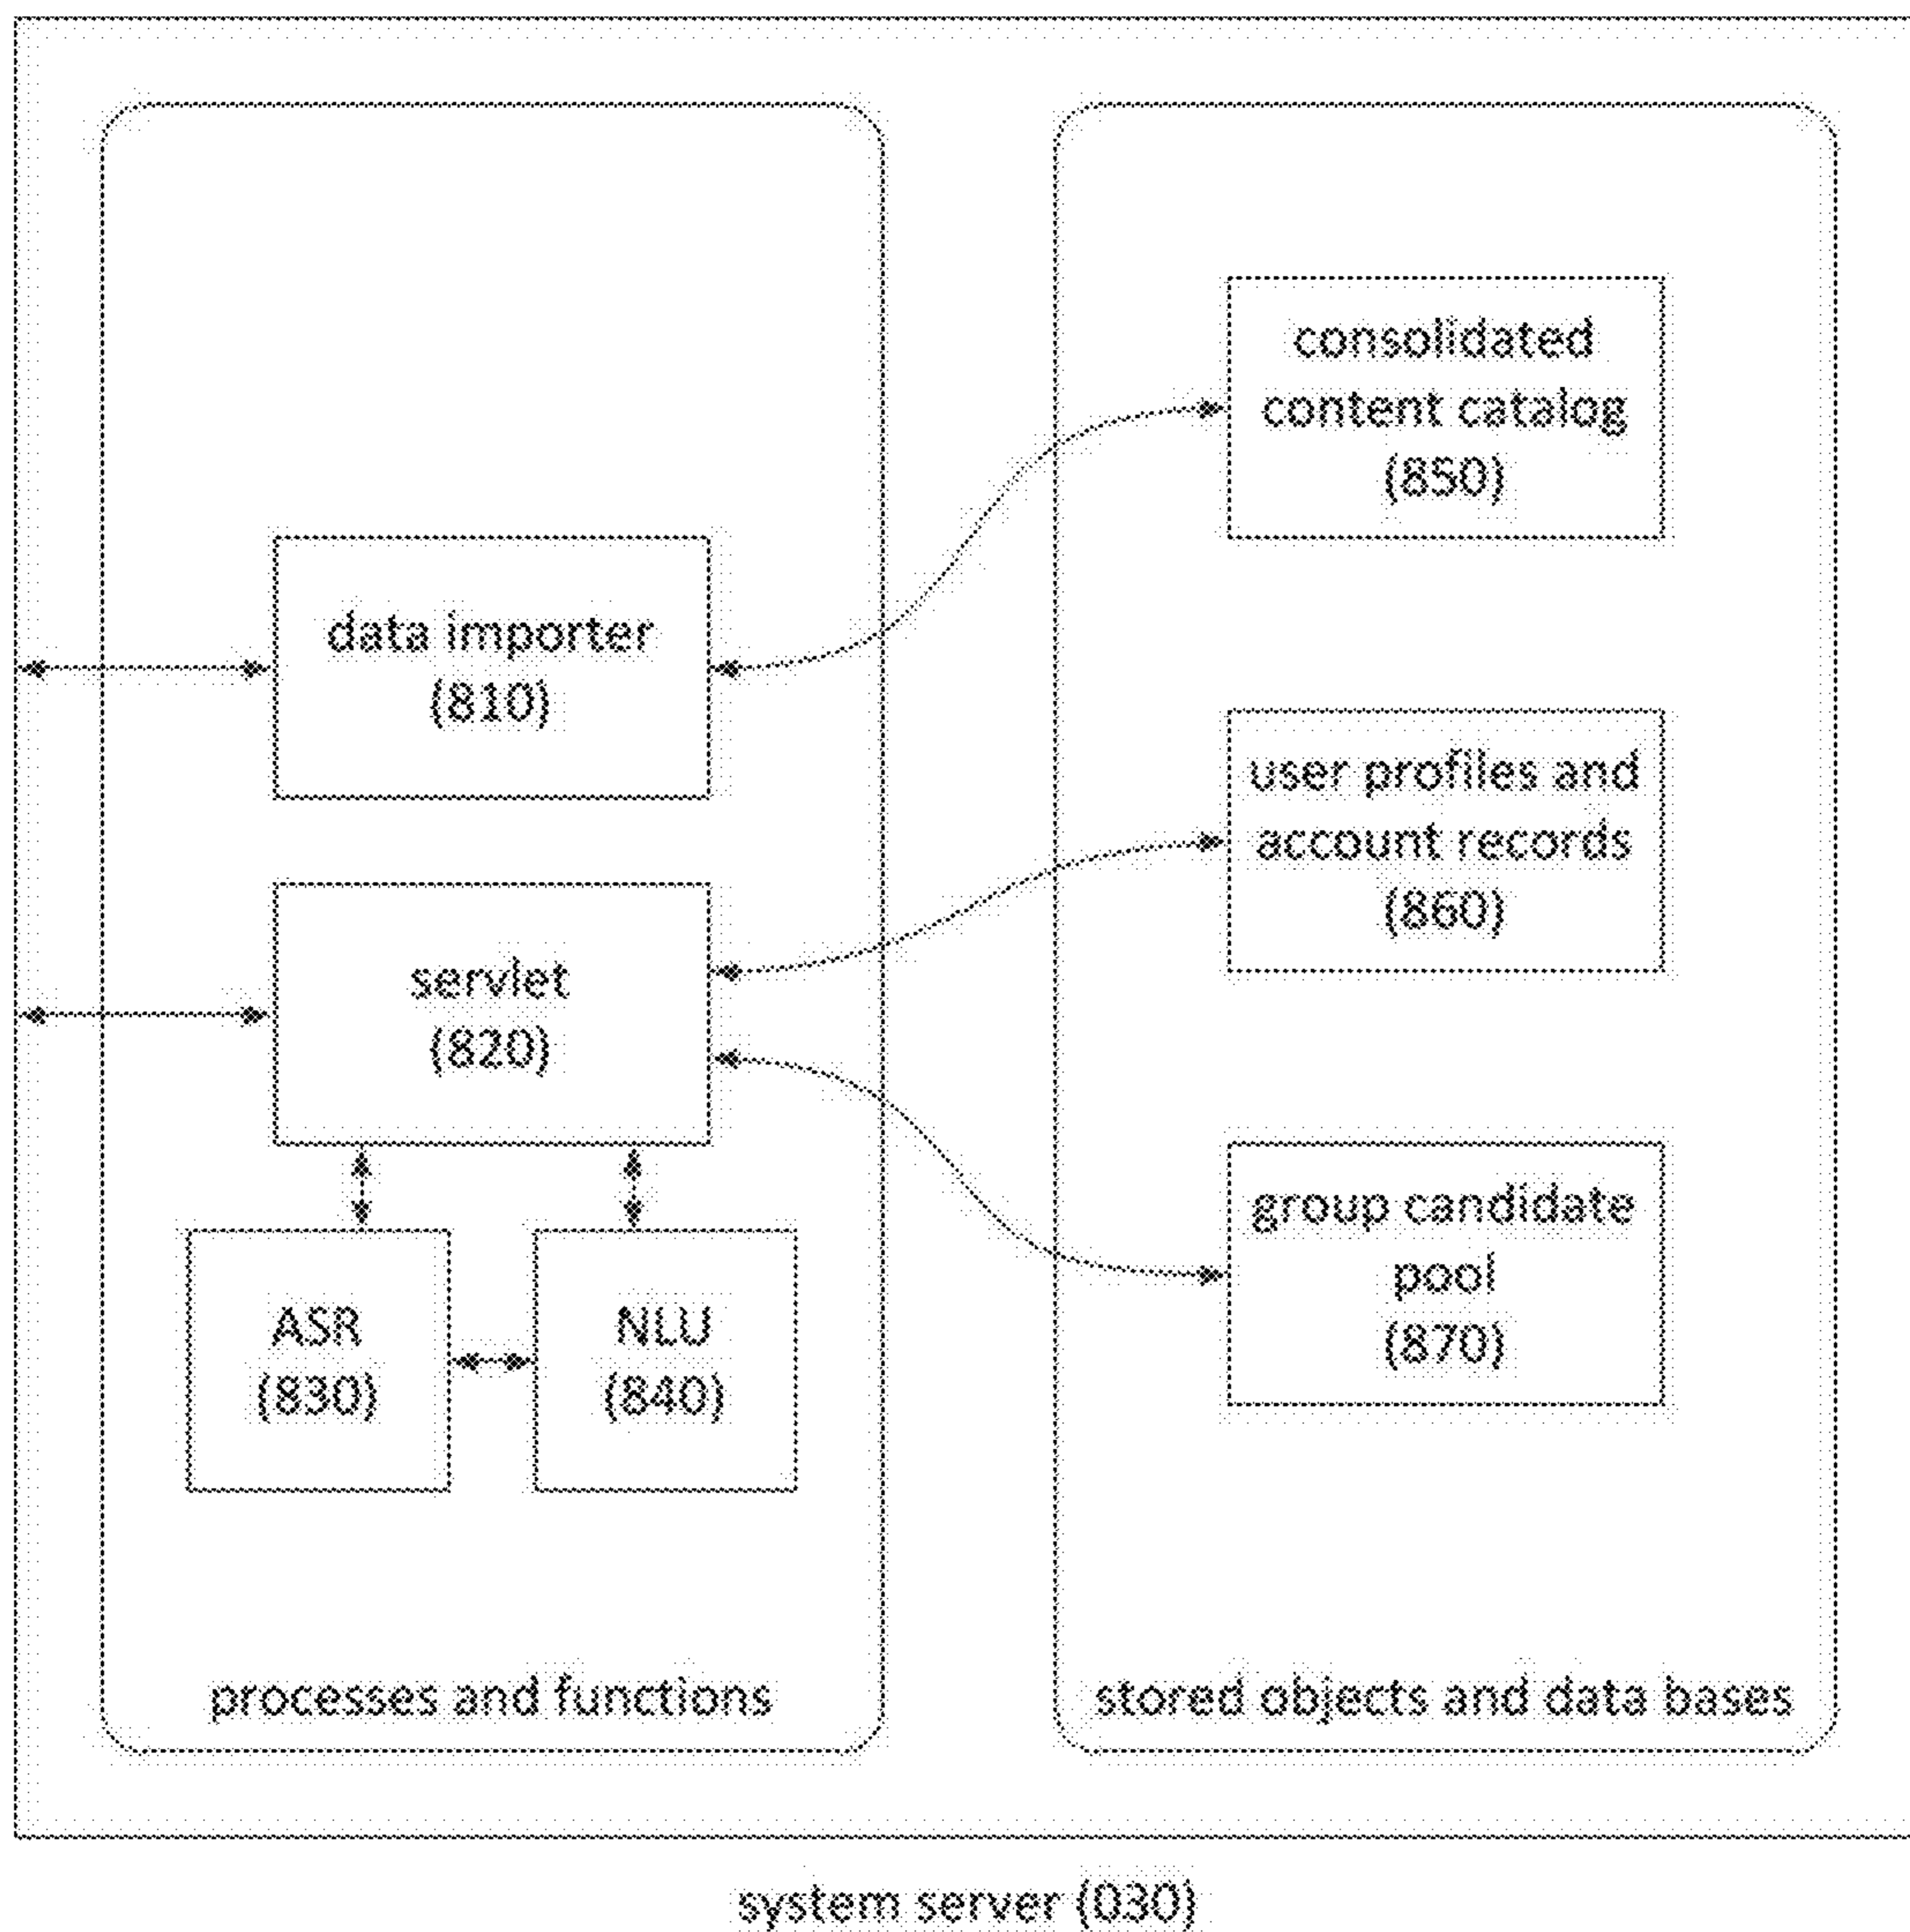 data importer
(810)
servlet
(820)
ASR
(830)
NLU
(840)
processes and functions
consolidated
content catalog
(850)
user profiles and
account records
(860)
group candidate
pool
(870)
stored objects and data bases
system server (030)